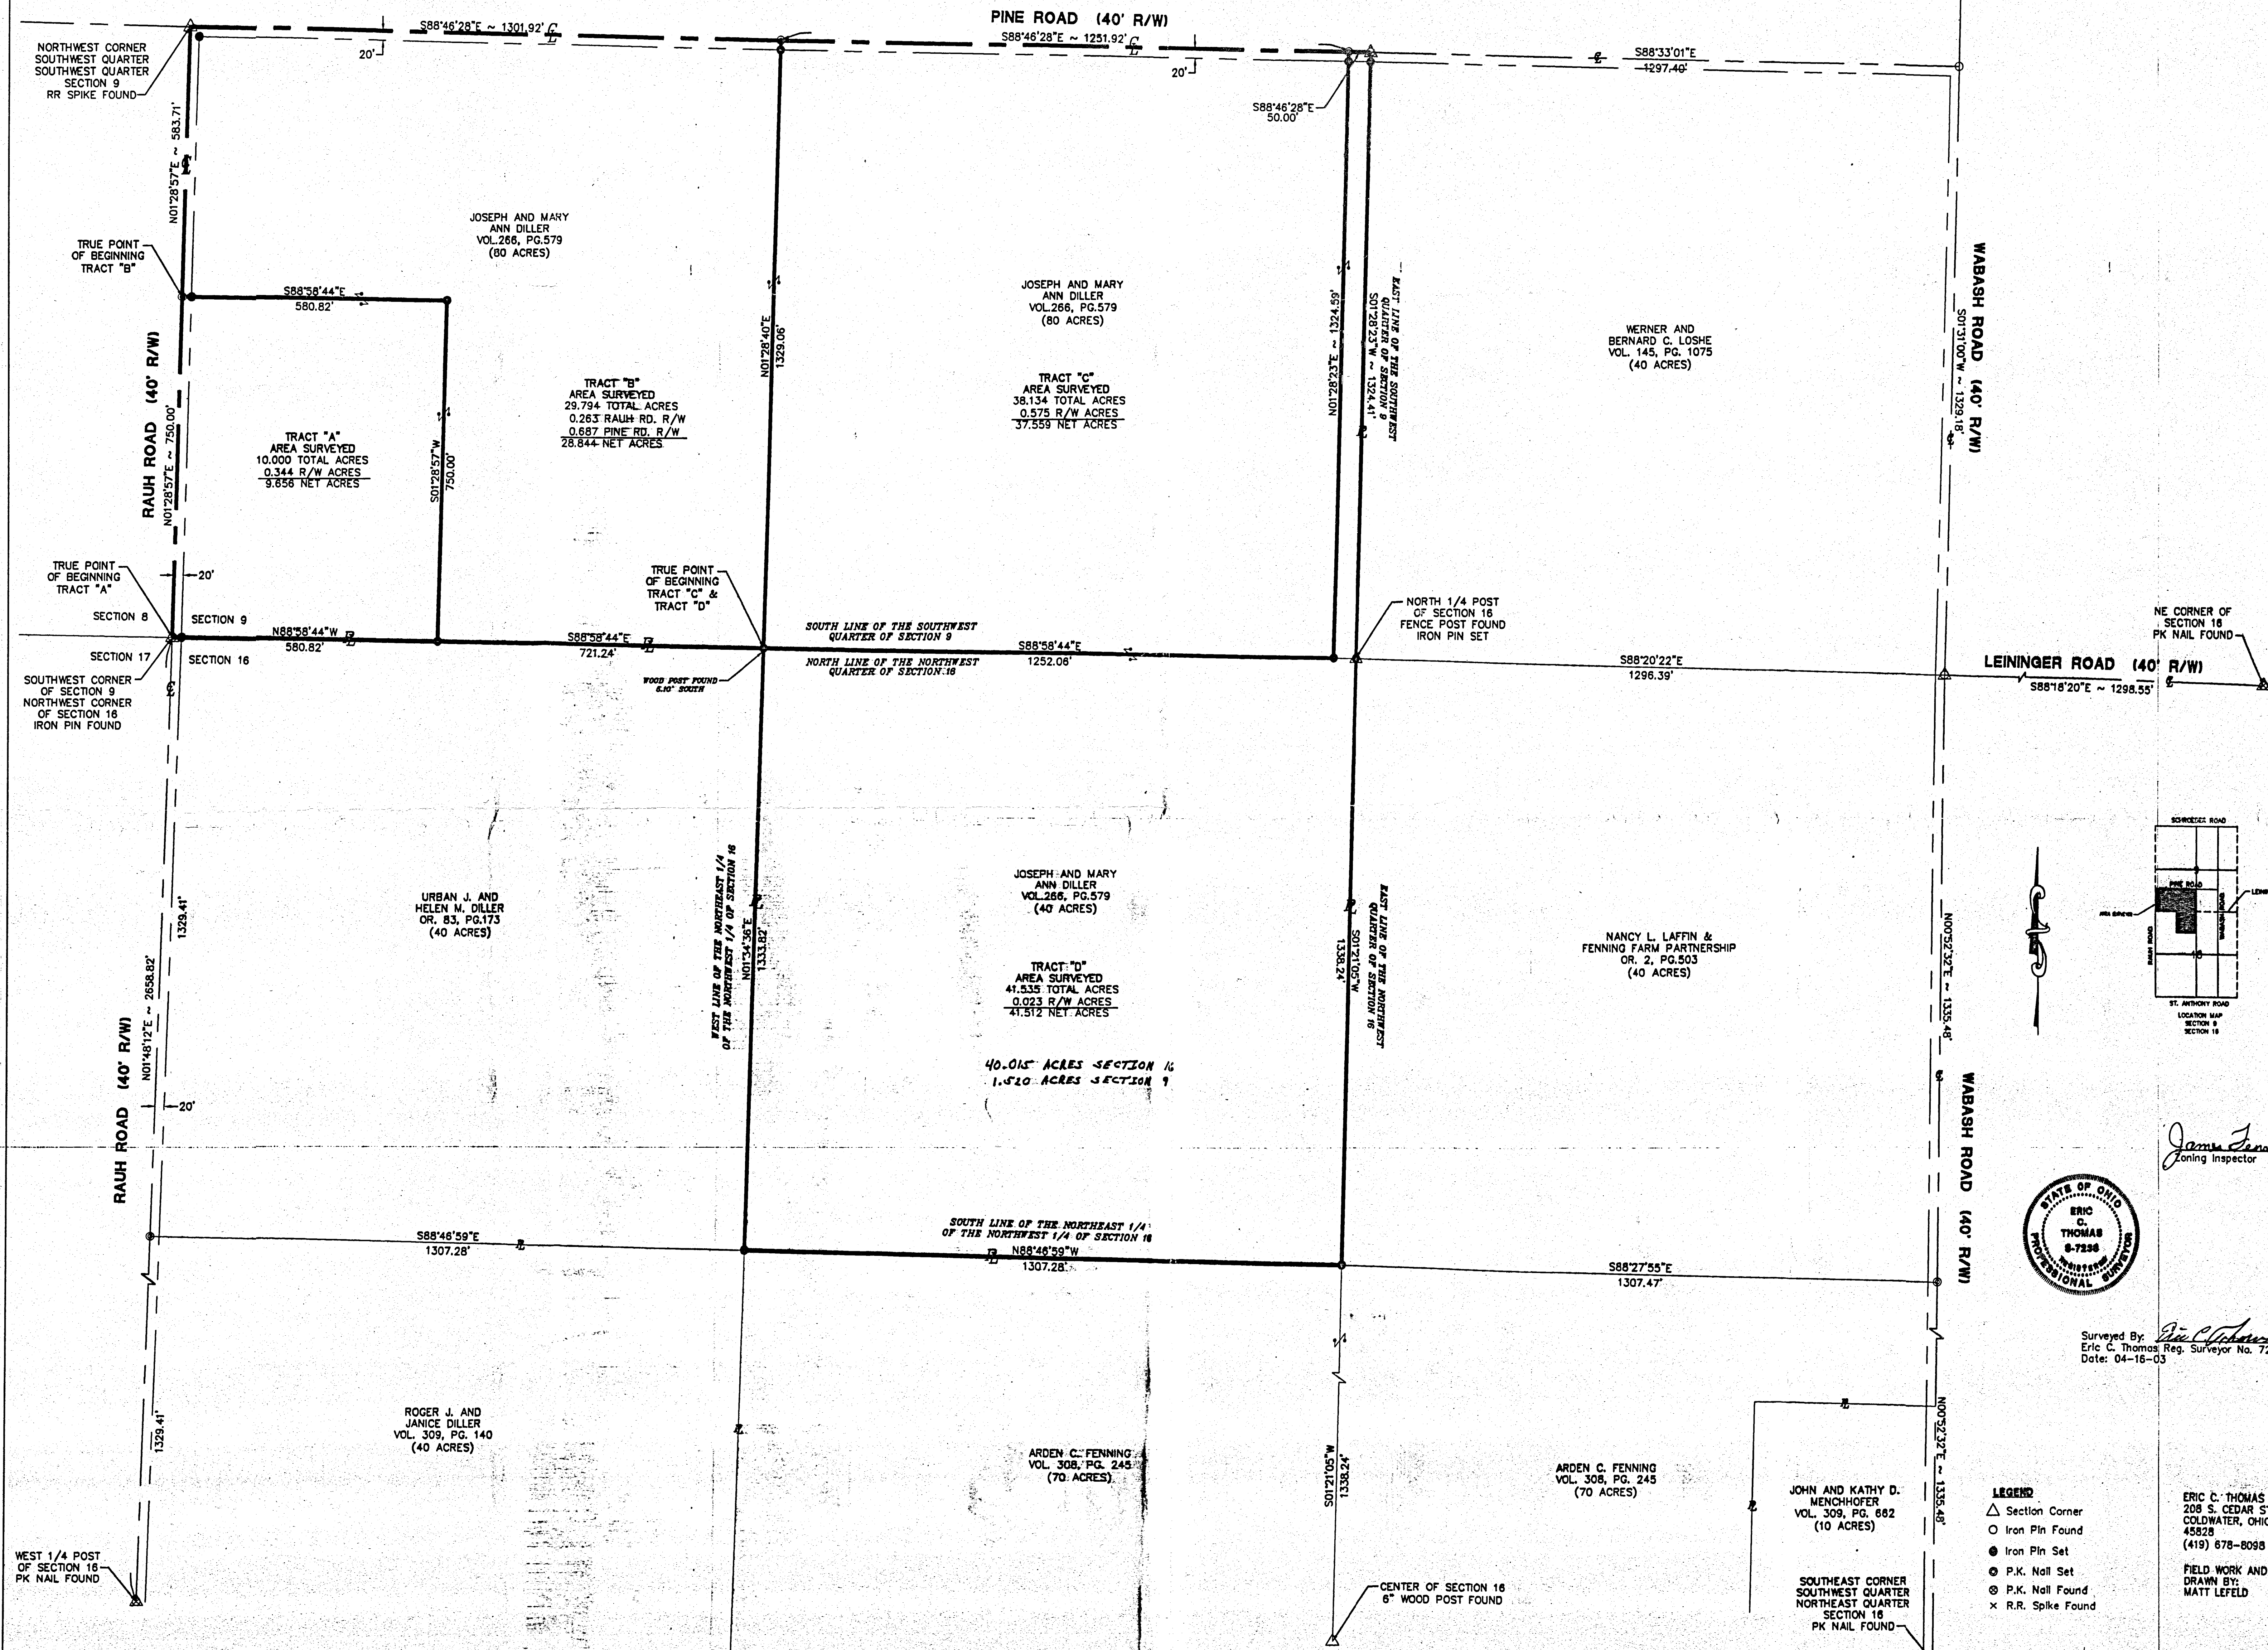 PINE ROAD (40' R/W)
S88°46'28"E ~ 1301.92'
S88°46'28"E ~ 1251.92'
S88°33'01"E
1297.40'
20'
20'
S88°46'28"E
50.00'
NORTHWEST CORNER
SOUTHWEST QUARTER
SOUTHWEST QUARTER
SECTION 9
RR SPIKE FOUND
N01°28'57"E ~ 583.71'
TRUE POINT
OF BEGINNING
TRACT "B"
JOSEPH AND MARY
ANN DILLER
VOL.266, PG.579
(80 ACRES)
S88°58'44"E
580.82'
RAUH ROAD (40' R/W)
N01°28'57"E ~ 750.00'
TRACT "A"
AREA SURVEYED
10.000 TOTAL ACRES
0.344 R/W ACRES
9.656 NET ACRES
S01°28'57"W
750.00'
TRACT "B"
AREA SURVEYED
29.794 TOTAL ACRES
0.263 RAUH RD. R/W
0.687 PINE RD. R/W
28.844 NET ACRES
N01°28'40"E
1329.06'
JOSEPH AND MARY
ANN DILLER
VOL.266, PG.579
(80 ACRES)
TRACT "C"
AREA SURVEYED
38.134 TOTAL ACRES
0.575 R/W ACRES
37.559 NET ACRES
N01°28'23"E ~ 1324.59'
S01°28'23"W ~ 1324.41'
EAST LINE OF THE SOUTHWEST
QUARTER OF SECTION 9
WERNER AND
BERNARD C. LOSHE
VOL. 145, PG. 1075
(40 ACRES)
WABASH ROAD (40' R/W)
S01°31'00"W ~ 1329.18'
TRUE POINT
OF BEGINNING
TRACT "A"
20'
SECTION 8
SECTION 9
SECTION 17
SECTION 16
N88°58'44"W
580.82'
S88°58'44"E
721.24'
TRUE POINT
OF BEGINNING
TRACT "C" &
TRACT "D"
WOOD POST FOUND
6.10' SOUTH
SOUTH LINE OF THE SOUTHWEST
QUARTER OF SECTION 9
NORTH LINE OF THE NORTHWEST
QUARTER OF SECTION 16
S88°58'44"E
1252.06'
NORTH 1/4 POST
OF SECTION 16
FENCE POST FOUND
IRON PIN SET
S88°20'22"E
1296.39'
NE CORNER OF
SECTION 16
PK NAIL FOUND
LEININGER ROAD (40' R/W)
S88°18'20"E ~ 1298.55'
SOUTHWEST CORNER
OF SECTION 9
NORTHWEST CORNER
OF SECTION 16
IRON PIN FOUND
URBAN J. AND
HELEN M. DILLER
OR. 83, PG.173
(40 ACRES)
1329.41'
N01°48'12"E ~ 2658.82'
RAUH ROAD (40' R/W)
20'
WEST LINE OF THE NORTHEAST 1/4
OF THE NORTHWEST 1/4 OF SECTION 16
N01°34'36"E
1333.82'
JOSEPH AND MARY
ANN DILLER
VOL.266, PG.579
(40 ACRES)
TRACT "D"
AREA SURVEYED
41.535 TOTAL ACRES
0.023 R/W ACRES
41.512 NET ACRES
40.015 ACRES SECTION 16
1.520 ACRES SECTION 9
S01°21'05"W
1338.24'
EAST LINE OF THE NORTHWEST
QUARTER OF SECTION 16
NANCY L. LAFFIN &
FENNING FARM PARTNERSHIP
OR. 2, PG.503
(40 ACRES)
N00°52'32"E ~ 1335.48'
WABASH ROAD (40' R/W)
SCHROEDER ROAD
9
PINE ROAD
AREA SURVEYED
RAUH ROAD
WABASH ROAD
16
ST. ANTHONY ROAD
LOCATION MAP
SECTION 9
SECTION 16
James
Zoning Inspector
STATE OF OHIO
ERIC
C.
THOMAS
REGISTERED
PROFESSIONAL SURVEYOR
Surveyed By: Eric C. Thomas
Eric C. Thomas Reg. Surveyor No. 72
Date: 04-16-03
S88°46'59"E
1307.28'
SOUTH LINE OF THE NORTHEAST 1/4
OF THE NORTHWEST 1/4 OF SECTION 16
N88°46'59"W
1307.28'
S88°27'55"E
1307.47'
ROGER J. AND
JANICE DILLER
VOL. 309, PG. 140
(40 ACRES)
1329.41'
WEST 1/4 POST
OF SECTION 16
PK NAIL FOUND
ARDEN C. FENNING
VOL. 308, PG. 245
(70 ACRES)
S01°21'05"W
1338.24'
CENTER OF SECTION 16
6" WOOD POST FOUND
ARDEN C. FENNING
VOL. 308, PG. 245
(70 ACRES)
JOHN AND KATHY D.
MENCHHOFER
VOL. 309, PG. 662
(10 ACRES)
N00°52'32"E ~ 1335.48'
SOUTHEAST CORNER
SOUTHWEST QUARTER
NORTHEAST QUARTER
SECTION 16
PK NAIL FOUND
LEGEND
Section Corner
Iron Pin Found
Iron Pin Set
P.K. Nail Set
P.K. Nail Found
R.R. Spike Found
ERIC C. THOMAS
208 S. CEDAR
COLDWATER, OHIO
45828
(419) 678-8098
FIELD WORK AND
DRAWN BY:
MATT LEFELD